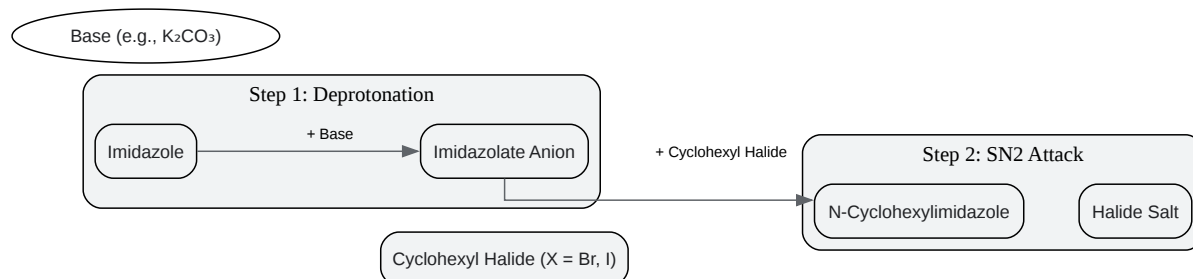 Base (e.g., K₂CO₃)
Step 1: Deprotonation
Imidazole
+ Base
Imidazolate Anion
+ Cyclohexyl Halide
Step 2: SN2 Attack
N-Cyclohexylimidazole
Halide Salt
Cyclohexyl Halide (X = Br, I)